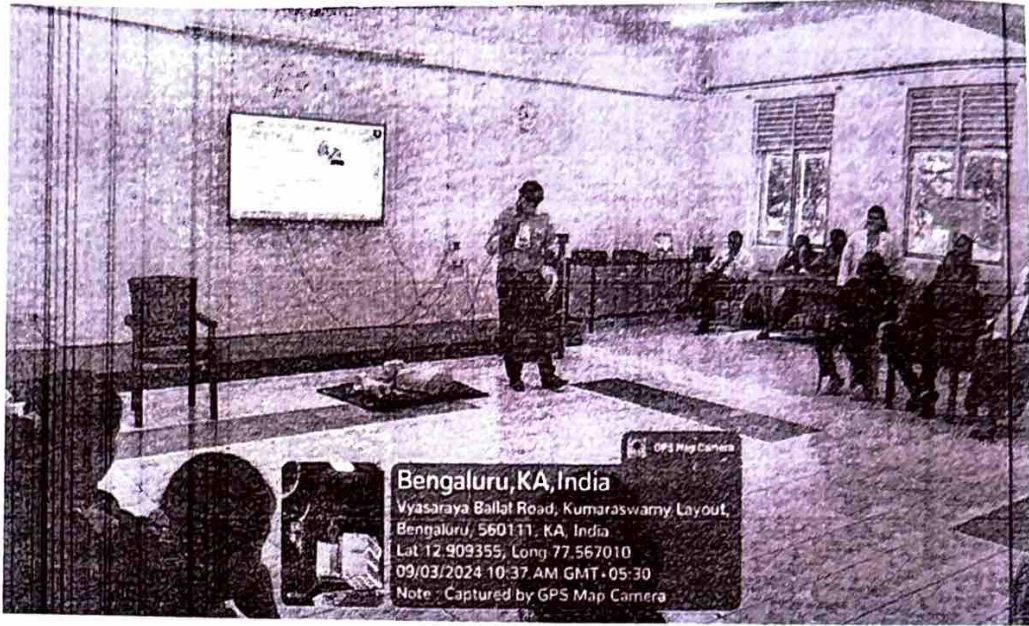 GPS Map Camera
Bengaluru,KA,India
Vyasaraya Ballal Road, Kumaraswamy Layout,
Bengaluru, 560111, KA, India
Lat 12.909355, Long 77.567010
09/03/2024 10:37 AM GMT+05:30
Note : Captured by GPS Map Camera